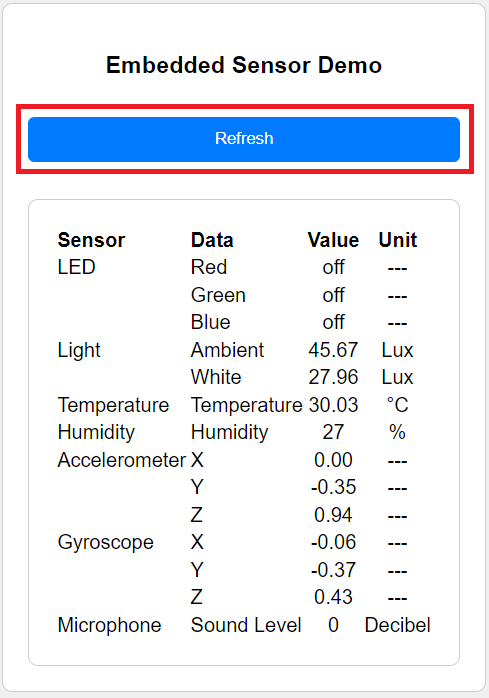 Embedded Sensor Demo
Refresh
Sensor Data Value Unit
LED Red off ---
Green off ---
Blue off ---
Light Ambient 45.67 Lux
White 27.96 Lux
Temperature Temperature 30.03 °C
Humidity Humidity 27 %
Accelerometer X 0.00 ---
Y -0.35 ---
Z 0.94 ---
Gyroscope X -0.06 ---
Y -0.37 ---
Z 0.43 ---
Microphone Sound Level 0 Decibel